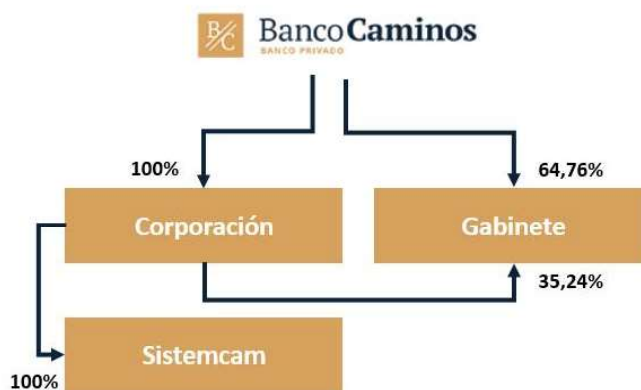 B/C
BancoCaminos
BANCO PRIVADO
100%
64,76%
Corporación
Gabinete
35,24%
Sistemcam
100%